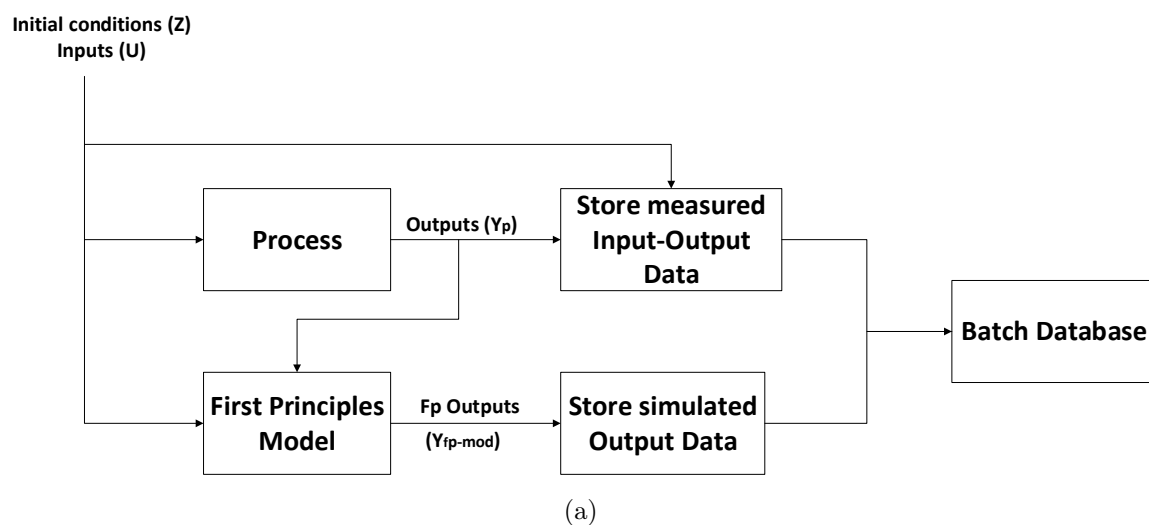 Initial conditions (Z)
Inputs (U)
Process
Outputs (Yp)
Store measured
Input-Output
Data
Batch Database
First Principles
Model
Fp Outputs
(Yfp-mod)
Store simulated
Output Data
(a)